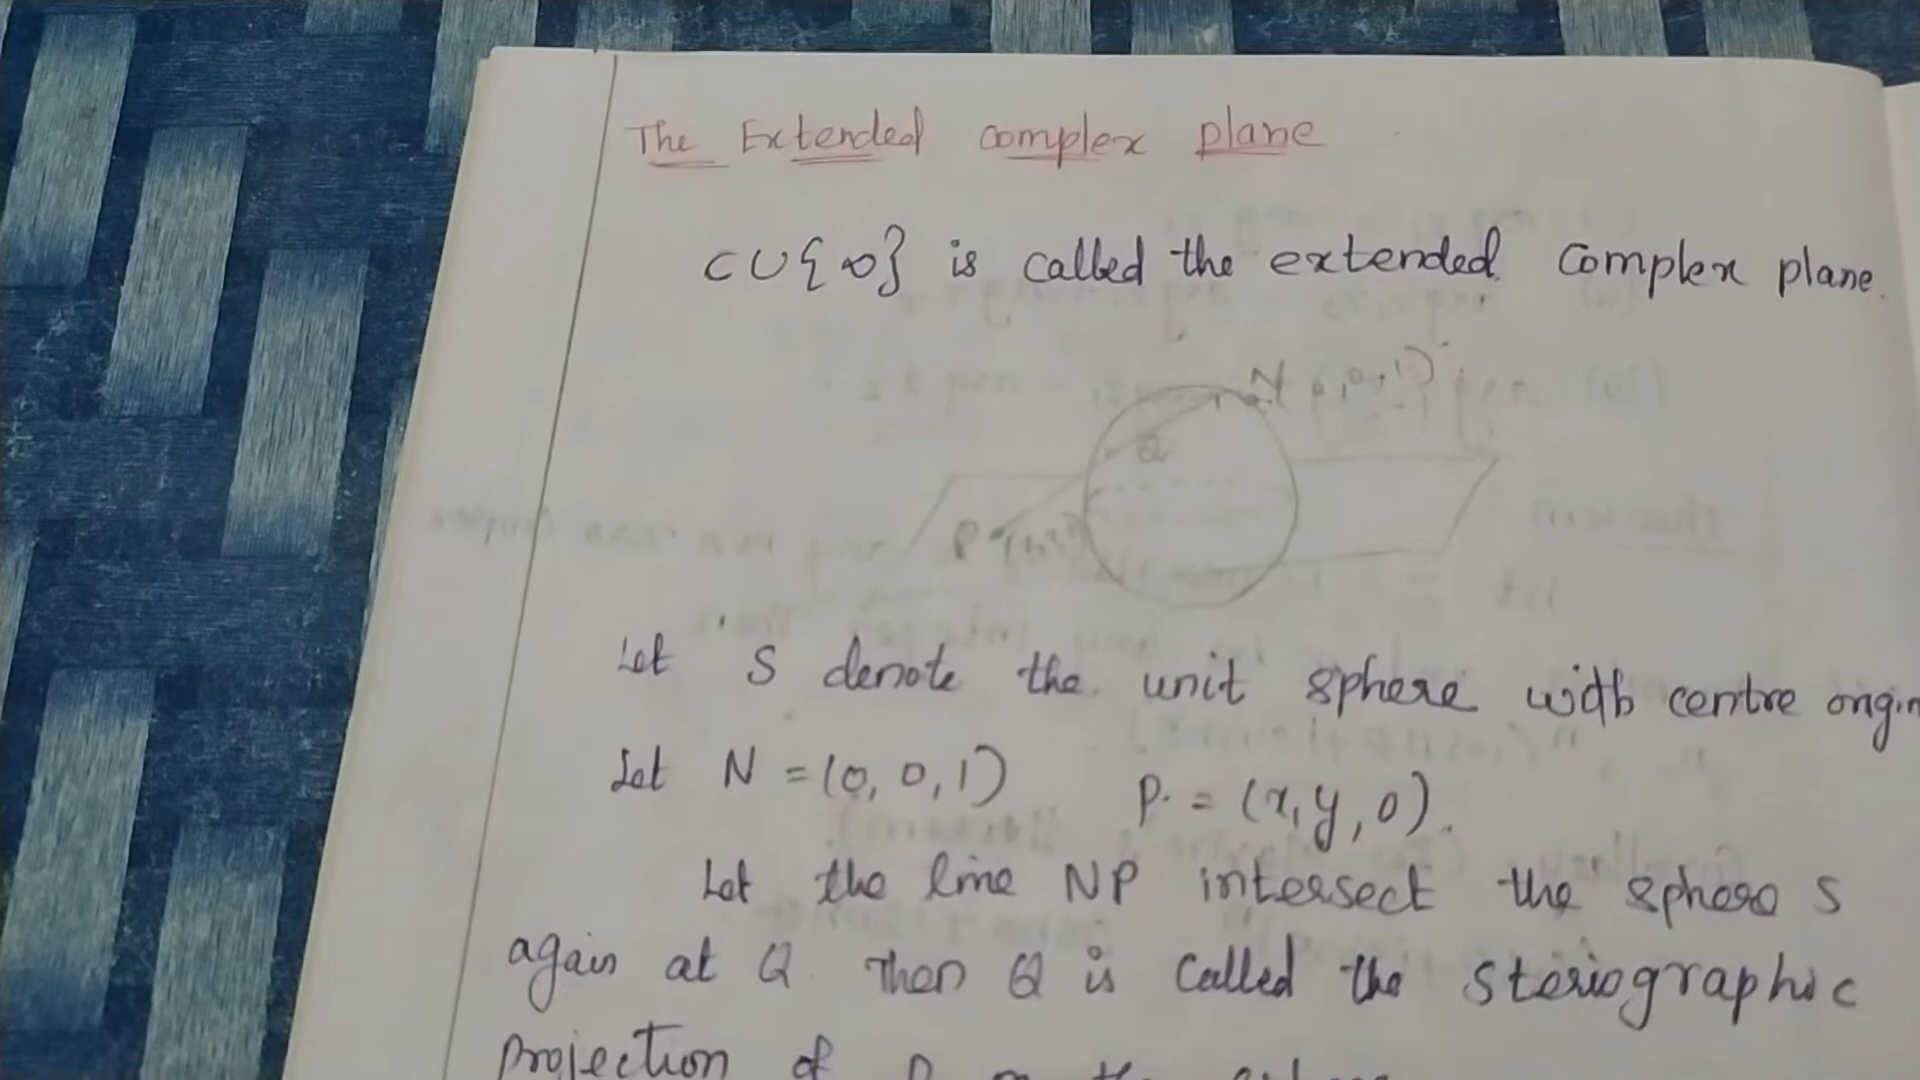 The Extended complex plane
C∪{∞} is called the extended complex plane.
N (0,0,1)
Q
P
Let S denote the unit sphere with centre origin
Let N = (0, 0, 1) P. = (x, y, 0).
Let the line NP intersect the sphere S
again at Q. Then Q is called the steriographic
projection of P on the